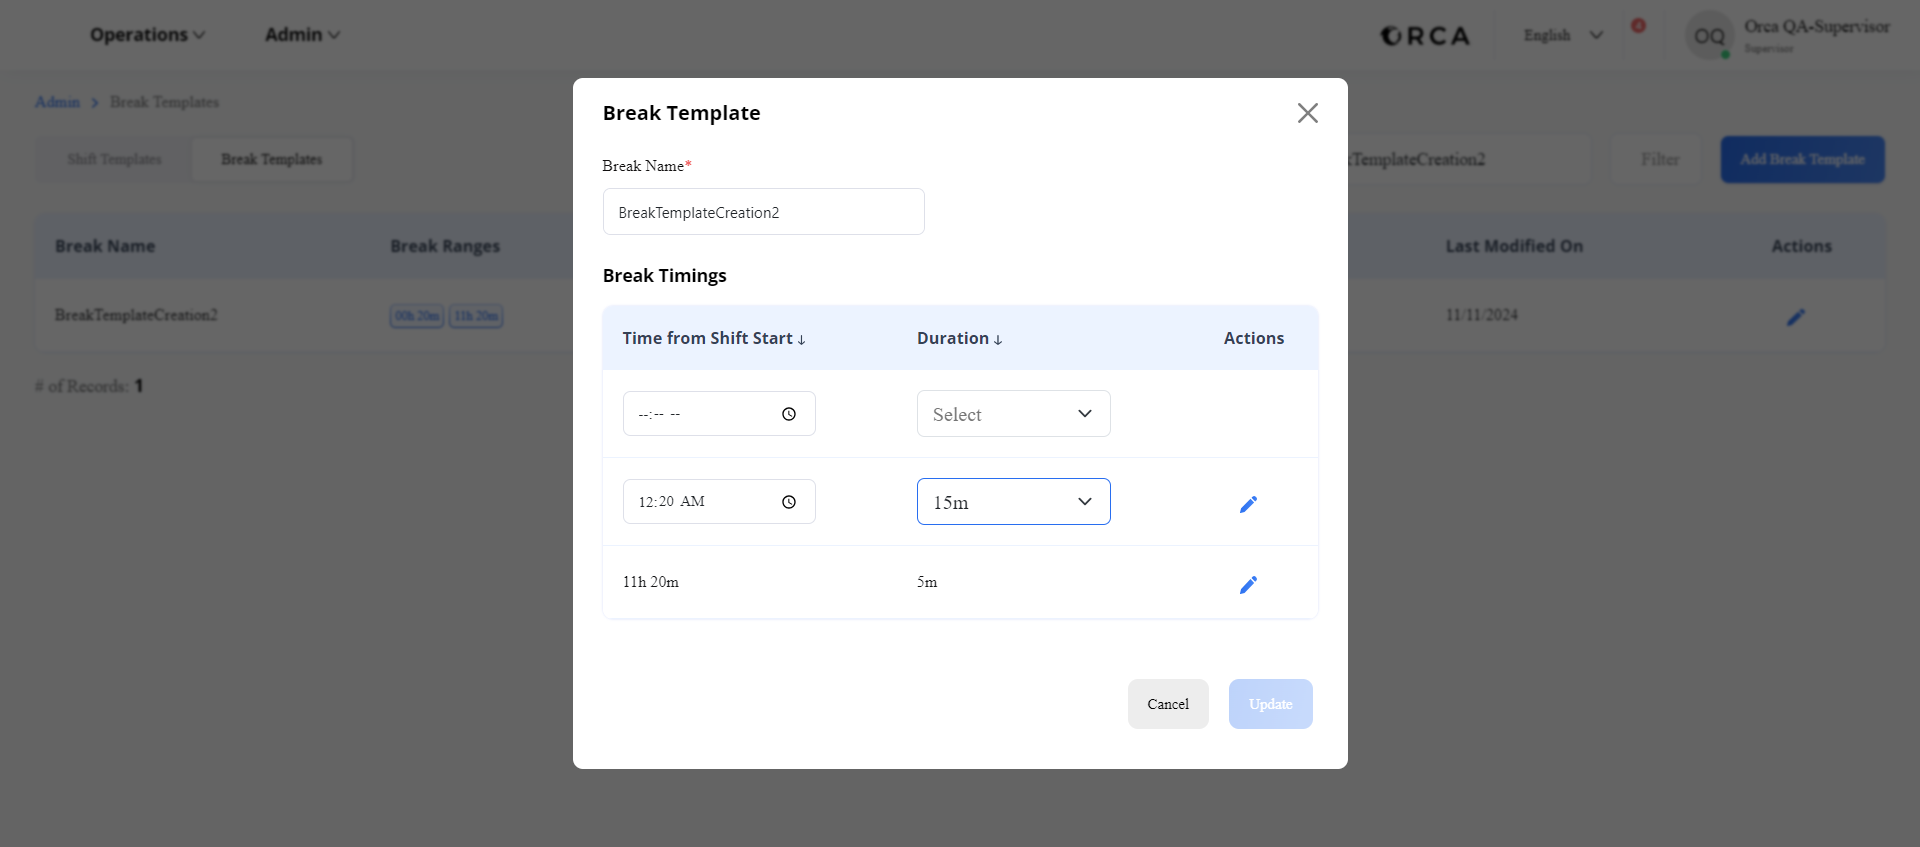 Operations
Admin
ORCA
English
4
OQ
Orca QA-Supervisor
Supervisor
Admin > Break Templates
Shift Templates
Break Templates
kTemplateCreation2
Filter
Add Break Template
Break Name
Break Ranges
Last Modified On
Actions
BreakTemplateCreation2
00h 20m
11h 20m
11/11/2024
# of Records: 1
Break Template
Break Name*
BreakTemplateCreation2
Break Timings
Time from Shift Start ↓
Duration ↓
Actions
--:-- --
Select
12:20 AM
15m
11h 20m
5m
Cancel
Update